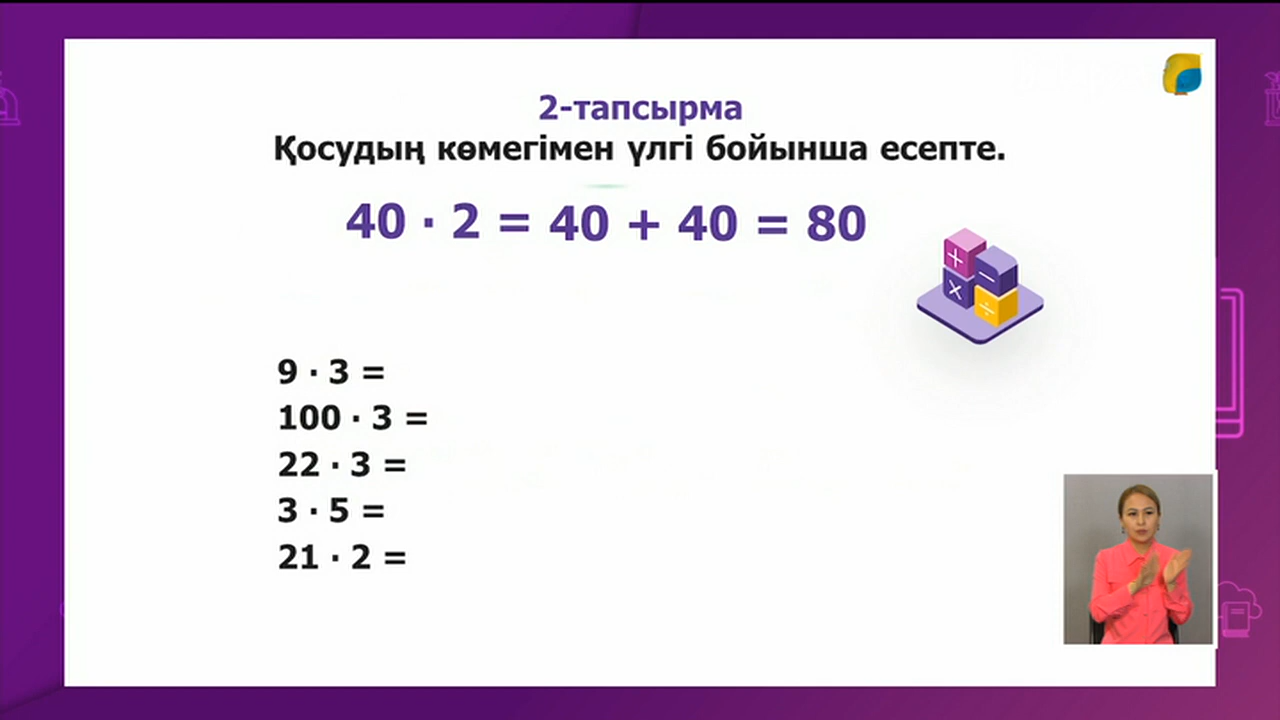 2-тапсырма
Қосудың көмегімен үлгі бойынша есепте.
40 · 2 = 40 + 40 = 80
9 · 3 =
100 · 3 =
22 · 3 =
3 · 5 =
21 · 2 =